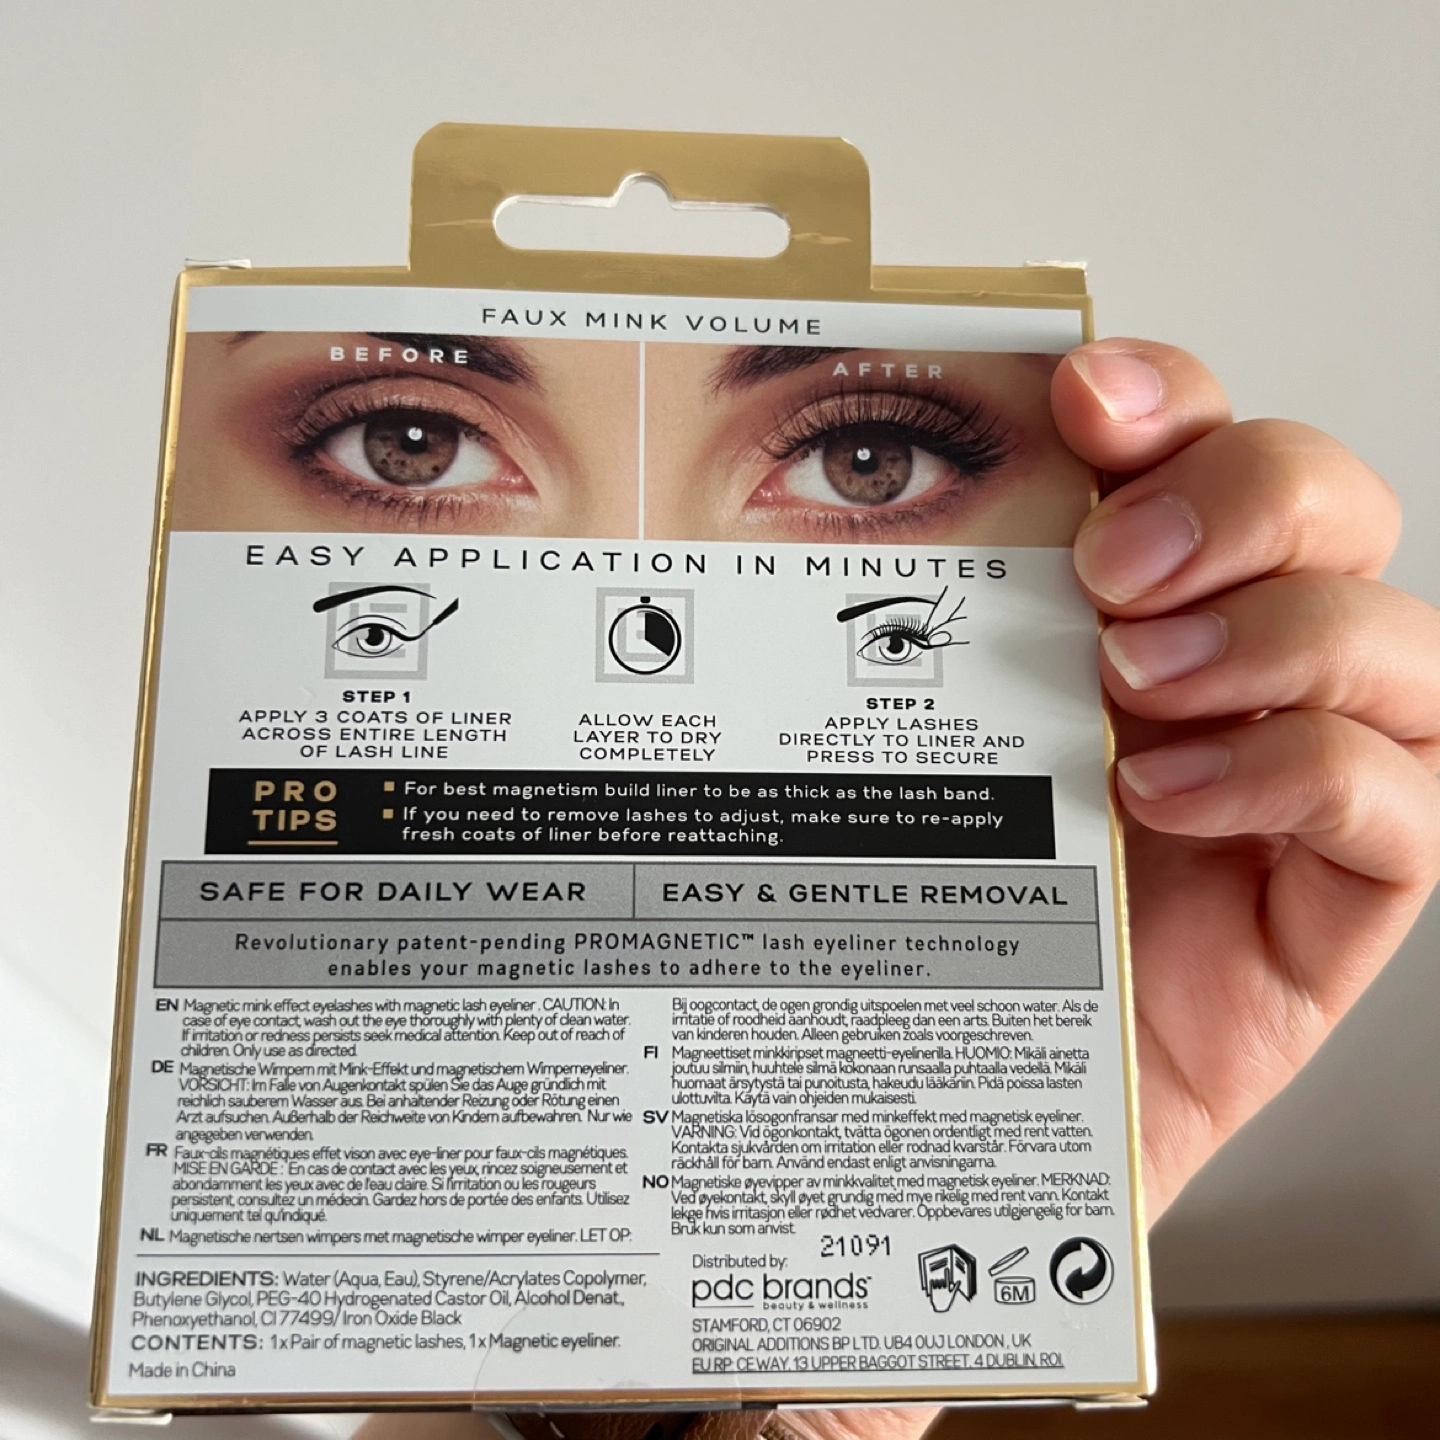 FAUX MINK VOLUME
BEFORE
AFTER
EASY APPLICATION IN MINUTES
STEP 1
APPLY 3 COATS OF LINER
ACROSS ENTIRE LENGTH
OF LASH LINE
ALLOW EACH
LAYER TO DRY
COMPLETELY
STEP 2
APPLY LASHES
DIRECTLY TO LINER AND
PRESS TO SECURE
PRO
TIPS
For best magnetism build liner to be as thick as the lash band.
If you need to remove lashes to adjust, make sure to re-apply
fresh coats of liner before reattaching.
SAFE FOR DAILY WEAR
EASY & GENTLE REMOVAL
Revolutionary patent-pending PROMAGNETIC™ lash eyeliner technology
enables your magnetic lashes to adhere to the eyeliner.
EN Magnetic mink effect eyelashes with magnetic lash eyeliner. CAUTION: In
case of eye contact, wash out the eye thoroughly with plenty of clean water.
If irritation or redness persists seek medical attention. Keep out of reach of
children. Only use as directed.
DE Magnetische Wimpern mit Mink-Effekt und magnetischem Wimperneyeliner.
VORSICHT: Im Falle von Augenkontakt spülen Sie das Auge gründlich mit
reichlich sauberem Wasser aus. Bei anhaltender Reizung oder Rötung einen
Arzt aufsuchen. Außerhalb der Reichweite von Kindern aufbewahren. Nur wie
angegeben verwenden.
FR Faux-cils magnétiques effet vison avec eye-liner pour faux-cils magnétiques.
MISE EN GARDE : En cas de contact avec les yeux, rincez soigneusement et
abondamment les yeux avec de l'eau claire. Si l'irritation ou les rougeurs
persistent, consultez un médecin. Gardez hors de portée des enfants. Utilisez
uniquement tel qu'indiqué.
NL Magnetische nertsen wimpers met magnetische wimper eyeliner. LET OP:
Bij oogcontact, de ogen grondig uitspoelen met veel schoon water. Als de
irritatie of roodheid aanhoudt, raadpleeg dan een arts. Buiten het bereik
van kinderen houden. Alleen gebruiken zoals voorgeschreven.
FI Magneettiset minkkiripset magneetti-eyelinerilla. HUOMIO: Mikäli ainetta
joutuu silmiin, huuhtele silmä kokonaan runsaalla puhtaalla vedellä. Mikäli
huomaat ärsytystä tai punoitusta, hakeudu lääkäriin. Pidä poissa lasten
ulottuvilta. Käytä vain ohjeiden mukaisesti.
SV Magnetiska lösogonfransar med minkeffekt med magnetisk eyeliner.
VARNING: Vid ögonkontakt, tvätta ögonen ordentligt med rent vatten.
Kontakta sjukvården om irritation eller rodnad kvarstår. Förvara utom
räckhåll för barn. Använd endast enligt anvisningarna.
NO Magnetiske øyevipper av minkkvalitet med magnetisk eyeliner. MERKNAD:
Ved øyekontakt, skyll øyet grundig med mye rikelig med rent vann. Kontakt
lekge hvis irritasjon eller rødhet vedvarer. Oppbevares utilgjengelig for barn.
Bruk kun som anvist.
INGREDIENTS: Water (Aqua, Eau), Styrene/Acrylates Copolymer,
Butylene Glycol, PEG-40 Hydrogenated Castor Oil, Alcohol Denat.,
Phenoxyethanol, CI 77499/ Iron Oxide Black
CONTENTS: 1 x Pair of magnetic lashes, 1 x Magnetic eyeliner.
Made in China
21091
Distributed by:
pdc brands™
beauty & wellness
6M
STAMFORD, CT 06902
ORIGINAL ADDITIONS BP LTD. UB4 0UJ LONDON, UK
EU RP: CEWAY, 13 UPPER BAGGOT STREET, 4 DUBLIN, ROI.